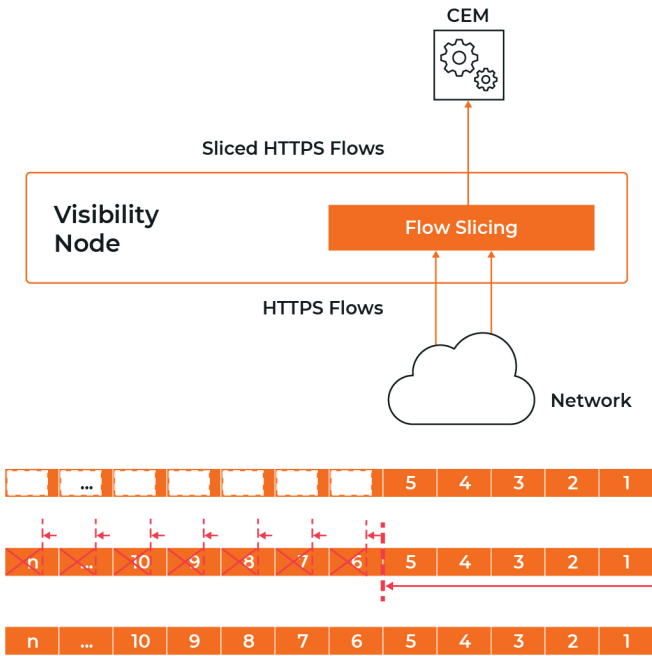 CEM
Sliced HTTPS Flows
Visibility
Node
Flow Slicing
HTTPS Flows
Network
... 5 4 3 2 1
n ... 10 9 8 7 6 5 4 3 2 1
n ... 10 9 8 7 6 5 4 3 2 1